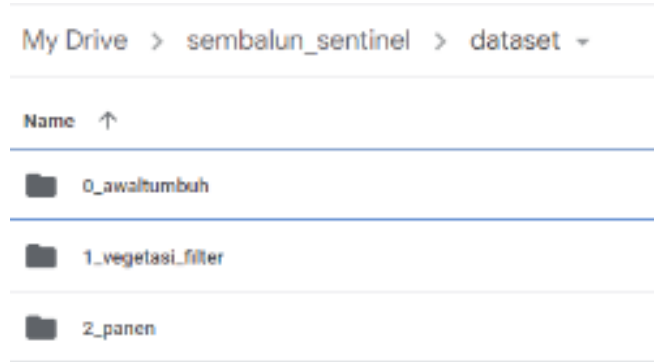 My Drive > sembalun_sentinel > dataset
Name ↑
0_awaltumbuh
1_vegetasi_filter
2_panen